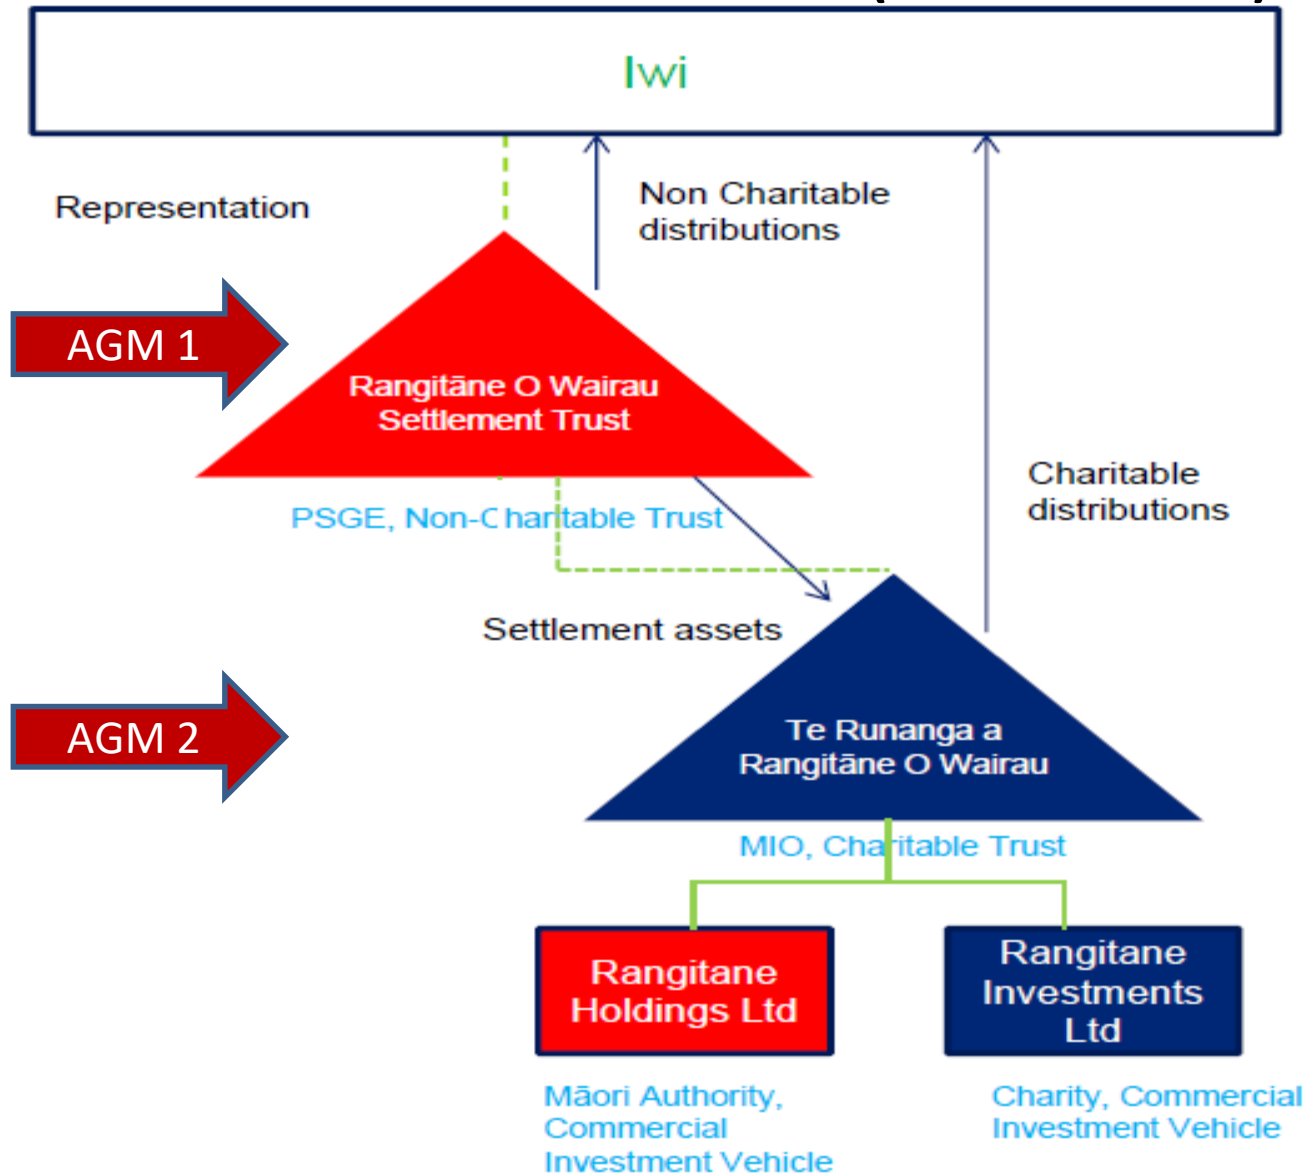 Iwi
Representation
Non Charitable
distributions
AGM 1
Rangitāne O Wairau
Settlement Trust
PSGE, Non-Charitable Trust
Charitable
distributions
Settlement assets
AGM 2
Te Runanga a
Rangitāne O Wairau
MIO, Charitable Trust
Rangitane
Holdings Ltd
Rangitane
Investments
Ltd
Māori Authority,
Commercial
Investment Vehicle
Charity, Commercial
Investment Vehicle